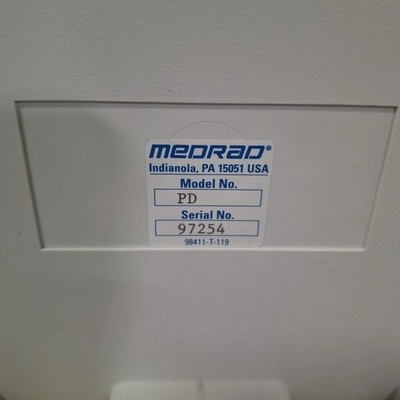 MEDRAD®
Indianola, PA 15051 USA
Model No.
PD
Serial No.
97254
98411-T-119